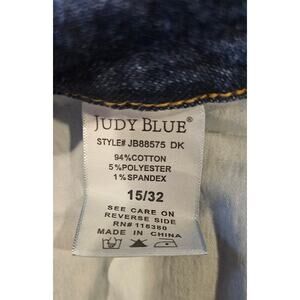 JUDY BLUE®
STYLE# JB88575 DK
94%COTTON
5%POLYESTER
1%SPANDEX
15/32
SEE CARE ON
REVERSE SIDE
RN#116380
MADE IN CHINA